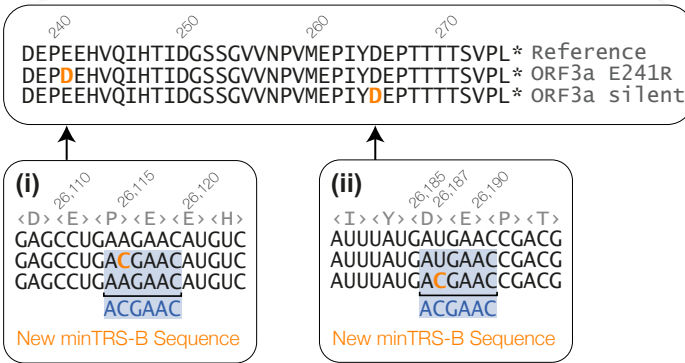 240 250 260 270
DEPEEHVQIHTIDGSSGVVNPVMEPIYDEPTTTTSVPL* Reference
DEPDEHVQIHTIDGSSGVVNPVMEPIYDEPTTTTSVPL* ORF3a E241R
DEPEEHVQIHTIDGSSGVVNPVMEPIYDEPTTTTSVPL* ORF3a silent
(i)
26,110 26,115 26,120
<D><E><P><E><E><H>
GAGCCUGAAGAACAUGUC
GAGCCUGACGAACAUGUC
GAGCCUGAAGAACAUGUC
ACGAAC
New minTRS-B Sequence
(ii)
26,185 26,187 26,190
<I><Y><D><E><P><T>
AUUUAUGAUGAACCGACG
AUUUAUGAUGAACCGACG
AUUUAUGACGAACCGACG
ACGAAC
New minTRS-B Sequence